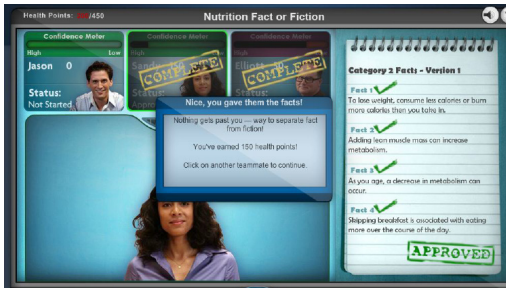 Health Points: /450
Nutrition Fact or Fiction
Confidence Meter
High Low
Jason 0
Status:
Not Started
Confidence Meter
High Low
COMPLETE
Status:
Confidence Meter
High Low
COMPLETE
Status:
Nice, you gave them the facts!
Nothing gets past you — way to separate fact
from fiction!
You've earned 150 health points!
Click on another teammate to continue.
Category 2 Facts - Version 1
Fact 1
To lose weight, consume less calories or burn
more calories then you take in.
Fact 2
Adding lean muscle mass can increase
metabolism.
Fact 3
As you age, a decrease in metabolism can
occur.
Fact 4
Skipping breakfast is associated with eating
more over the course of the day.
APPROVED